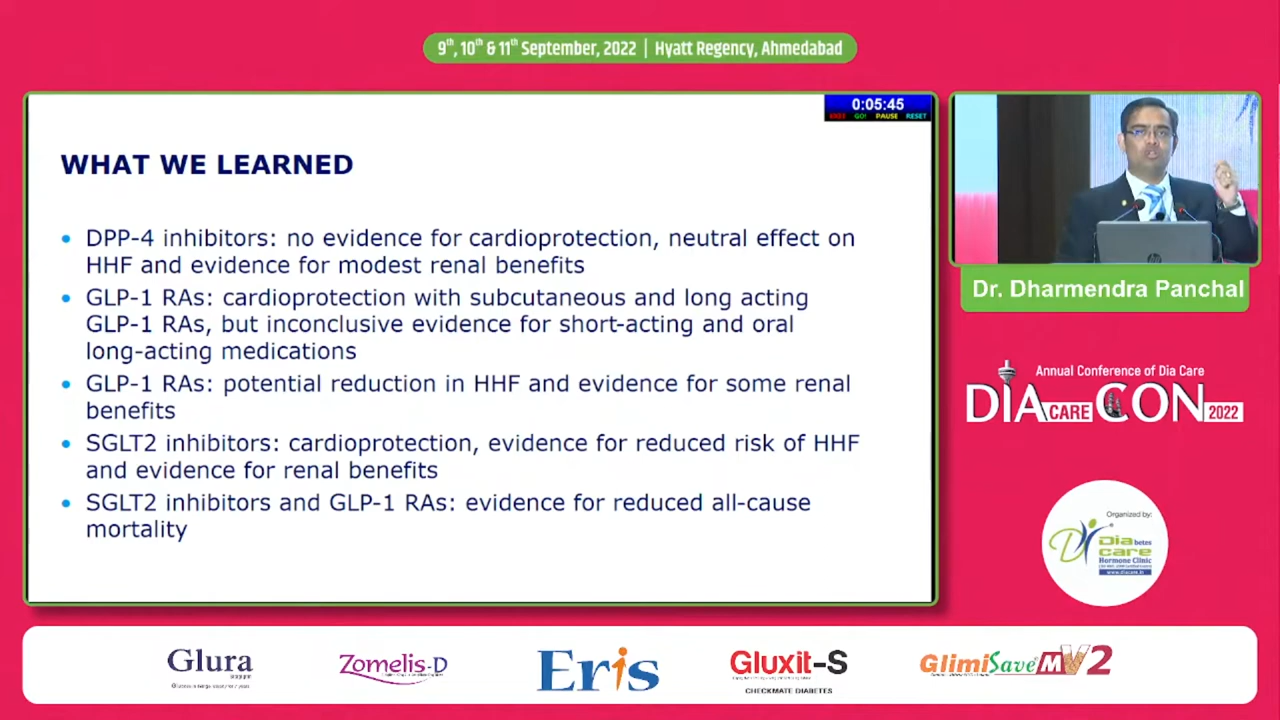 9th, 10th & 11th September, 2022 | Hyatt Regency, Ahmedabad
0:05:45
GO! PAUSE RESET
WHAT WE LEARNED
• DPP-4 inhibitors: no evidence for cardioprotection, neutral effect on
HHF and evidence for modest renal benefits
• GLP-1 RAs: cardioprotection with subcutaneous and long acting
GLP-1 RAs, but inconclusive evidence for short-acting and oral
long-acting medications
• GLP-1 RAs: potential reduction in HHF and evidence for some renal
benefits
• SGLT2 inhibitors: cardioprotection, evidence for reduced risk of HHF
and evidence for renal benefits
• SGLT2 inhibitors and GLP-1 RAs: evidence for reduced all-cause
mortality
hp
Dr. Dharmendra Panchal
Annual Conference of Dia Care
DIA CARE CON 2022
Organized by:
Diabetes
care
Hormone Clinic
www.diacare.in
Glura
Zomelis-D
Eris
Gluxit-S
CHECKMATE DIABETES
GlimiSave MV2